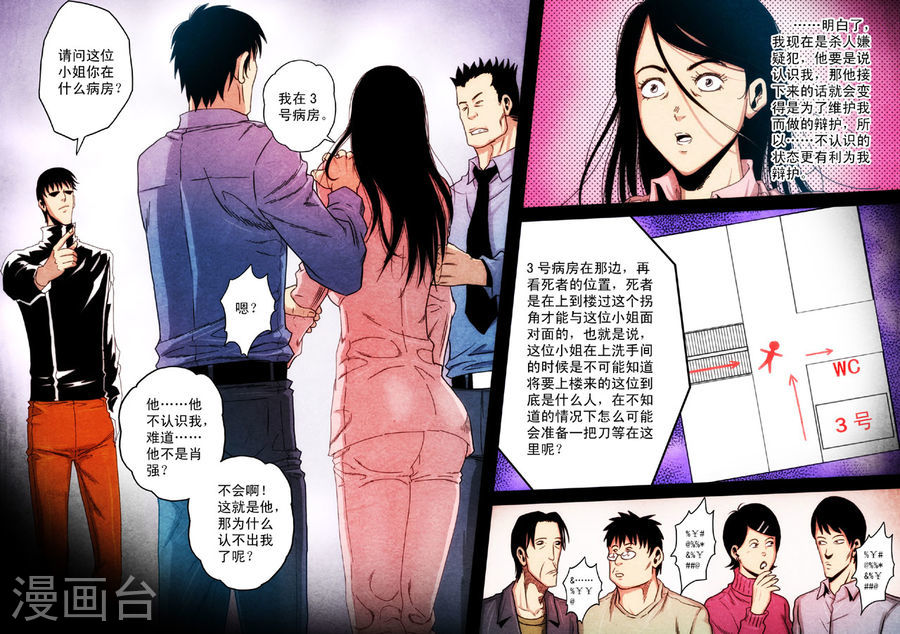 请问这位
小姐你在
什么病房？
我在3
号病房。
嗯？
他……他
不认识我，
难道……
他不是肖
强？
不会啊！
这就是他，
那为什么
认不出我
了呢？
……明白了，
我现在是杀人嫌
疑犯，他要是说
认识我，那他接
下来的话就会变
得是为了维护我
而做的辩护，所
以……不认识的
状态更有利为我
辩护。
3号病房在那边，再
看死者的位置，死者
是在上到楼过这个拐
角才能与这位小姐面
对面的，也就是说，
这位小姐在上洗手间
的时候是不可能知道
将要上楼来的这位到
底是什么人，在不知
道的情况下怎么可能
会准备一把刀等在这
里呢？
WC
3号
&……
%￥
#@
%￥#
@%%*
&%￥
##@
%￥#
@%%*
&%￥
##@
漫画台